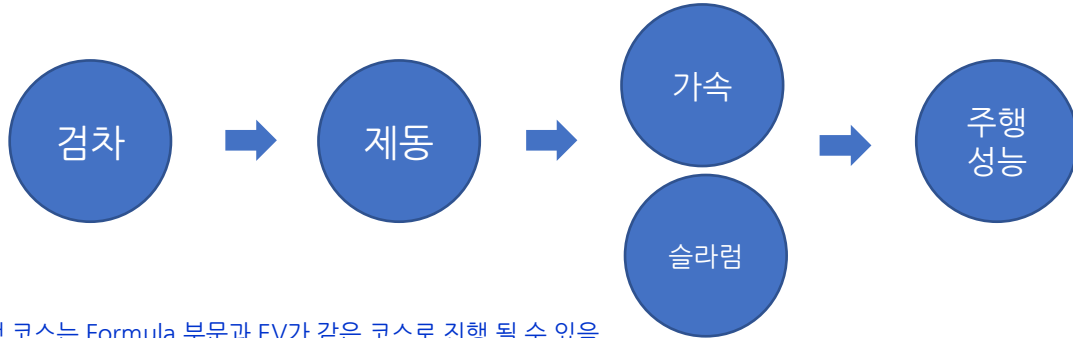 검차
제동
가속
슬라럼
주행
성능
코스는 Formula 부문과 EV가 같은 코스로 진행 될 수 있음